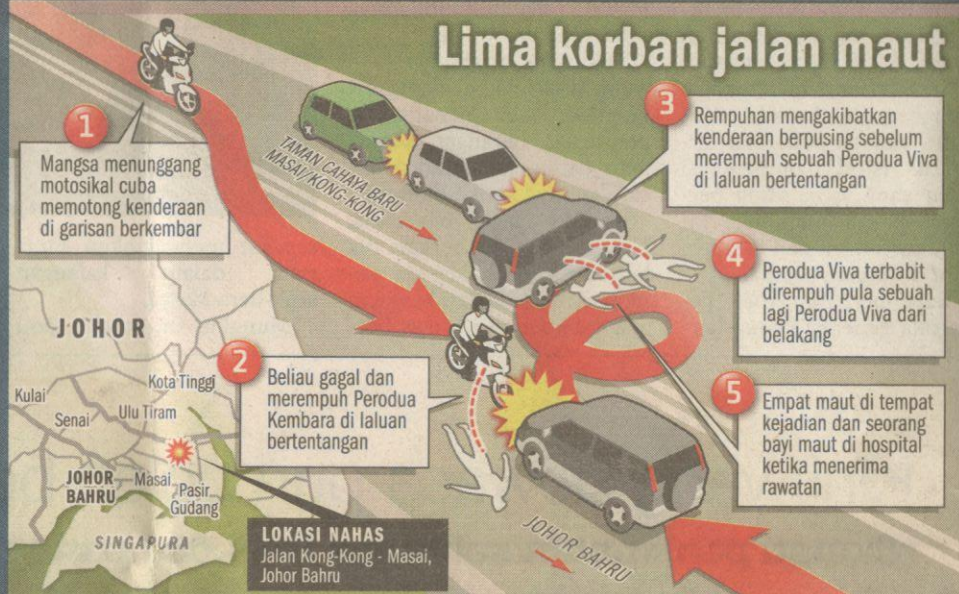 Lima korban jalan maut
1
Mangsa menunggang
motosikal cuba
memotong kenderaan
di garisan berkembar
TAMAN CAHAYA BARU
MASAI/KONG-KONG
3
Rempuhan mengakibatkan
kenderaan berpusing sebelum
merempuh sebuah Perodua Viva
di laluan bertentangan
2
Beliau gagal dan
merempuh Perodua
Kembara di laluan
bertentangan
4
Perodua Viva terbabit
dirempuh pula sebuah
lagi Perodua Viva dari
belakang
5
Empat maut di tempat
kejadian dan seorang
bayi maut di hospital
ketika menerima
rawatan
JOHOR
Kota Tinggi
Kulai
Senai
Ulu Tiram
JOHOR
BAHRU
Masai
Pasir
Gudang
SINGAPURA
LOKASI NAHAS
Jalan Kong-Kong - Masai,
Johor Bahru
JOHOR BAHRU